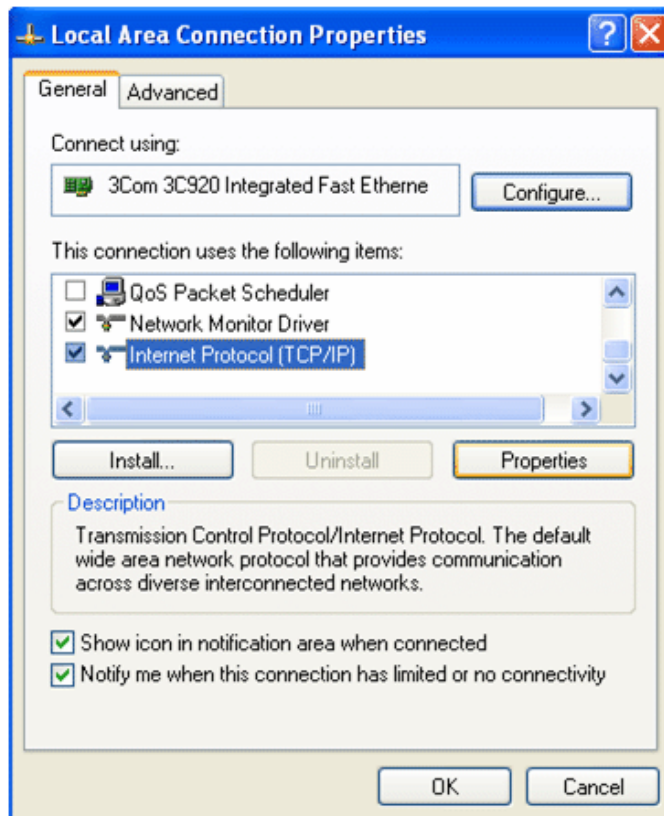 Local Area Connection Properties
General
Advanced
Connect using:
3Com 3C920 Integrated Fast Etherne
Configure...
This connection uses the following items:
QoS Packet Scheduler
Network Monitor Driver
Internet Protocol (TCP/IP)
Install...
Uninstall
Properties
Description
Transmission Control Protocol/Internet Protocol. The default
wide area network protocol that provides communication
across diverse interconnected networks.
Show icon in notification area when connected
Notify me when this connection has limited or no connectivity
OK
Cancel